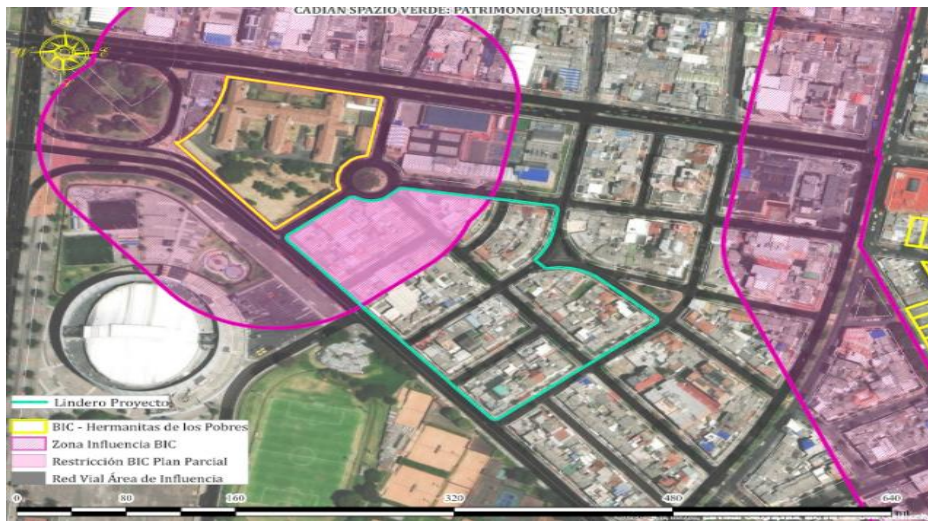 CADIAN SPAZIO VERDE: PATRIMONIO HISTÓRICO
Lindero Proyecto
BIC - Hermanitas de los Pobres
Zona Influencia BIC
Restricción BIC Plan Parcial
Red Vial Área de Influencia
0 80 160 320 480 640